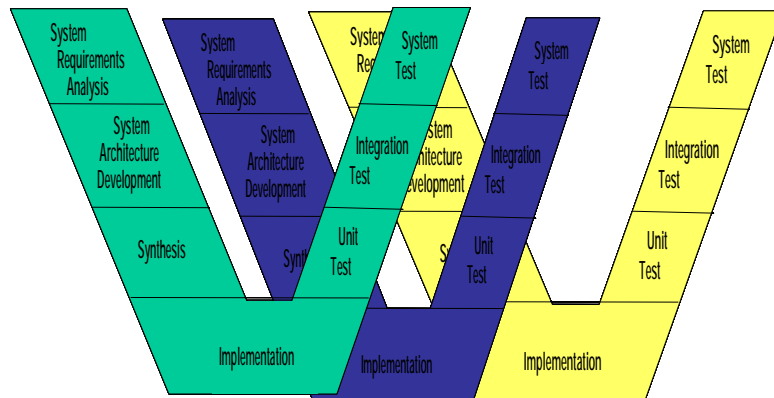 System
Requirements
Analysis
System
Architecture
Development
Synthesis
Implementation
Unit
Test
Integration
Test
System
Test
System
Requirements
Analysis
System
Architecture
Development
Implementation
Unit
Test
Integration
Test
System
Test
System
Implementation
Unit
Test
Integration
Test
System
Test